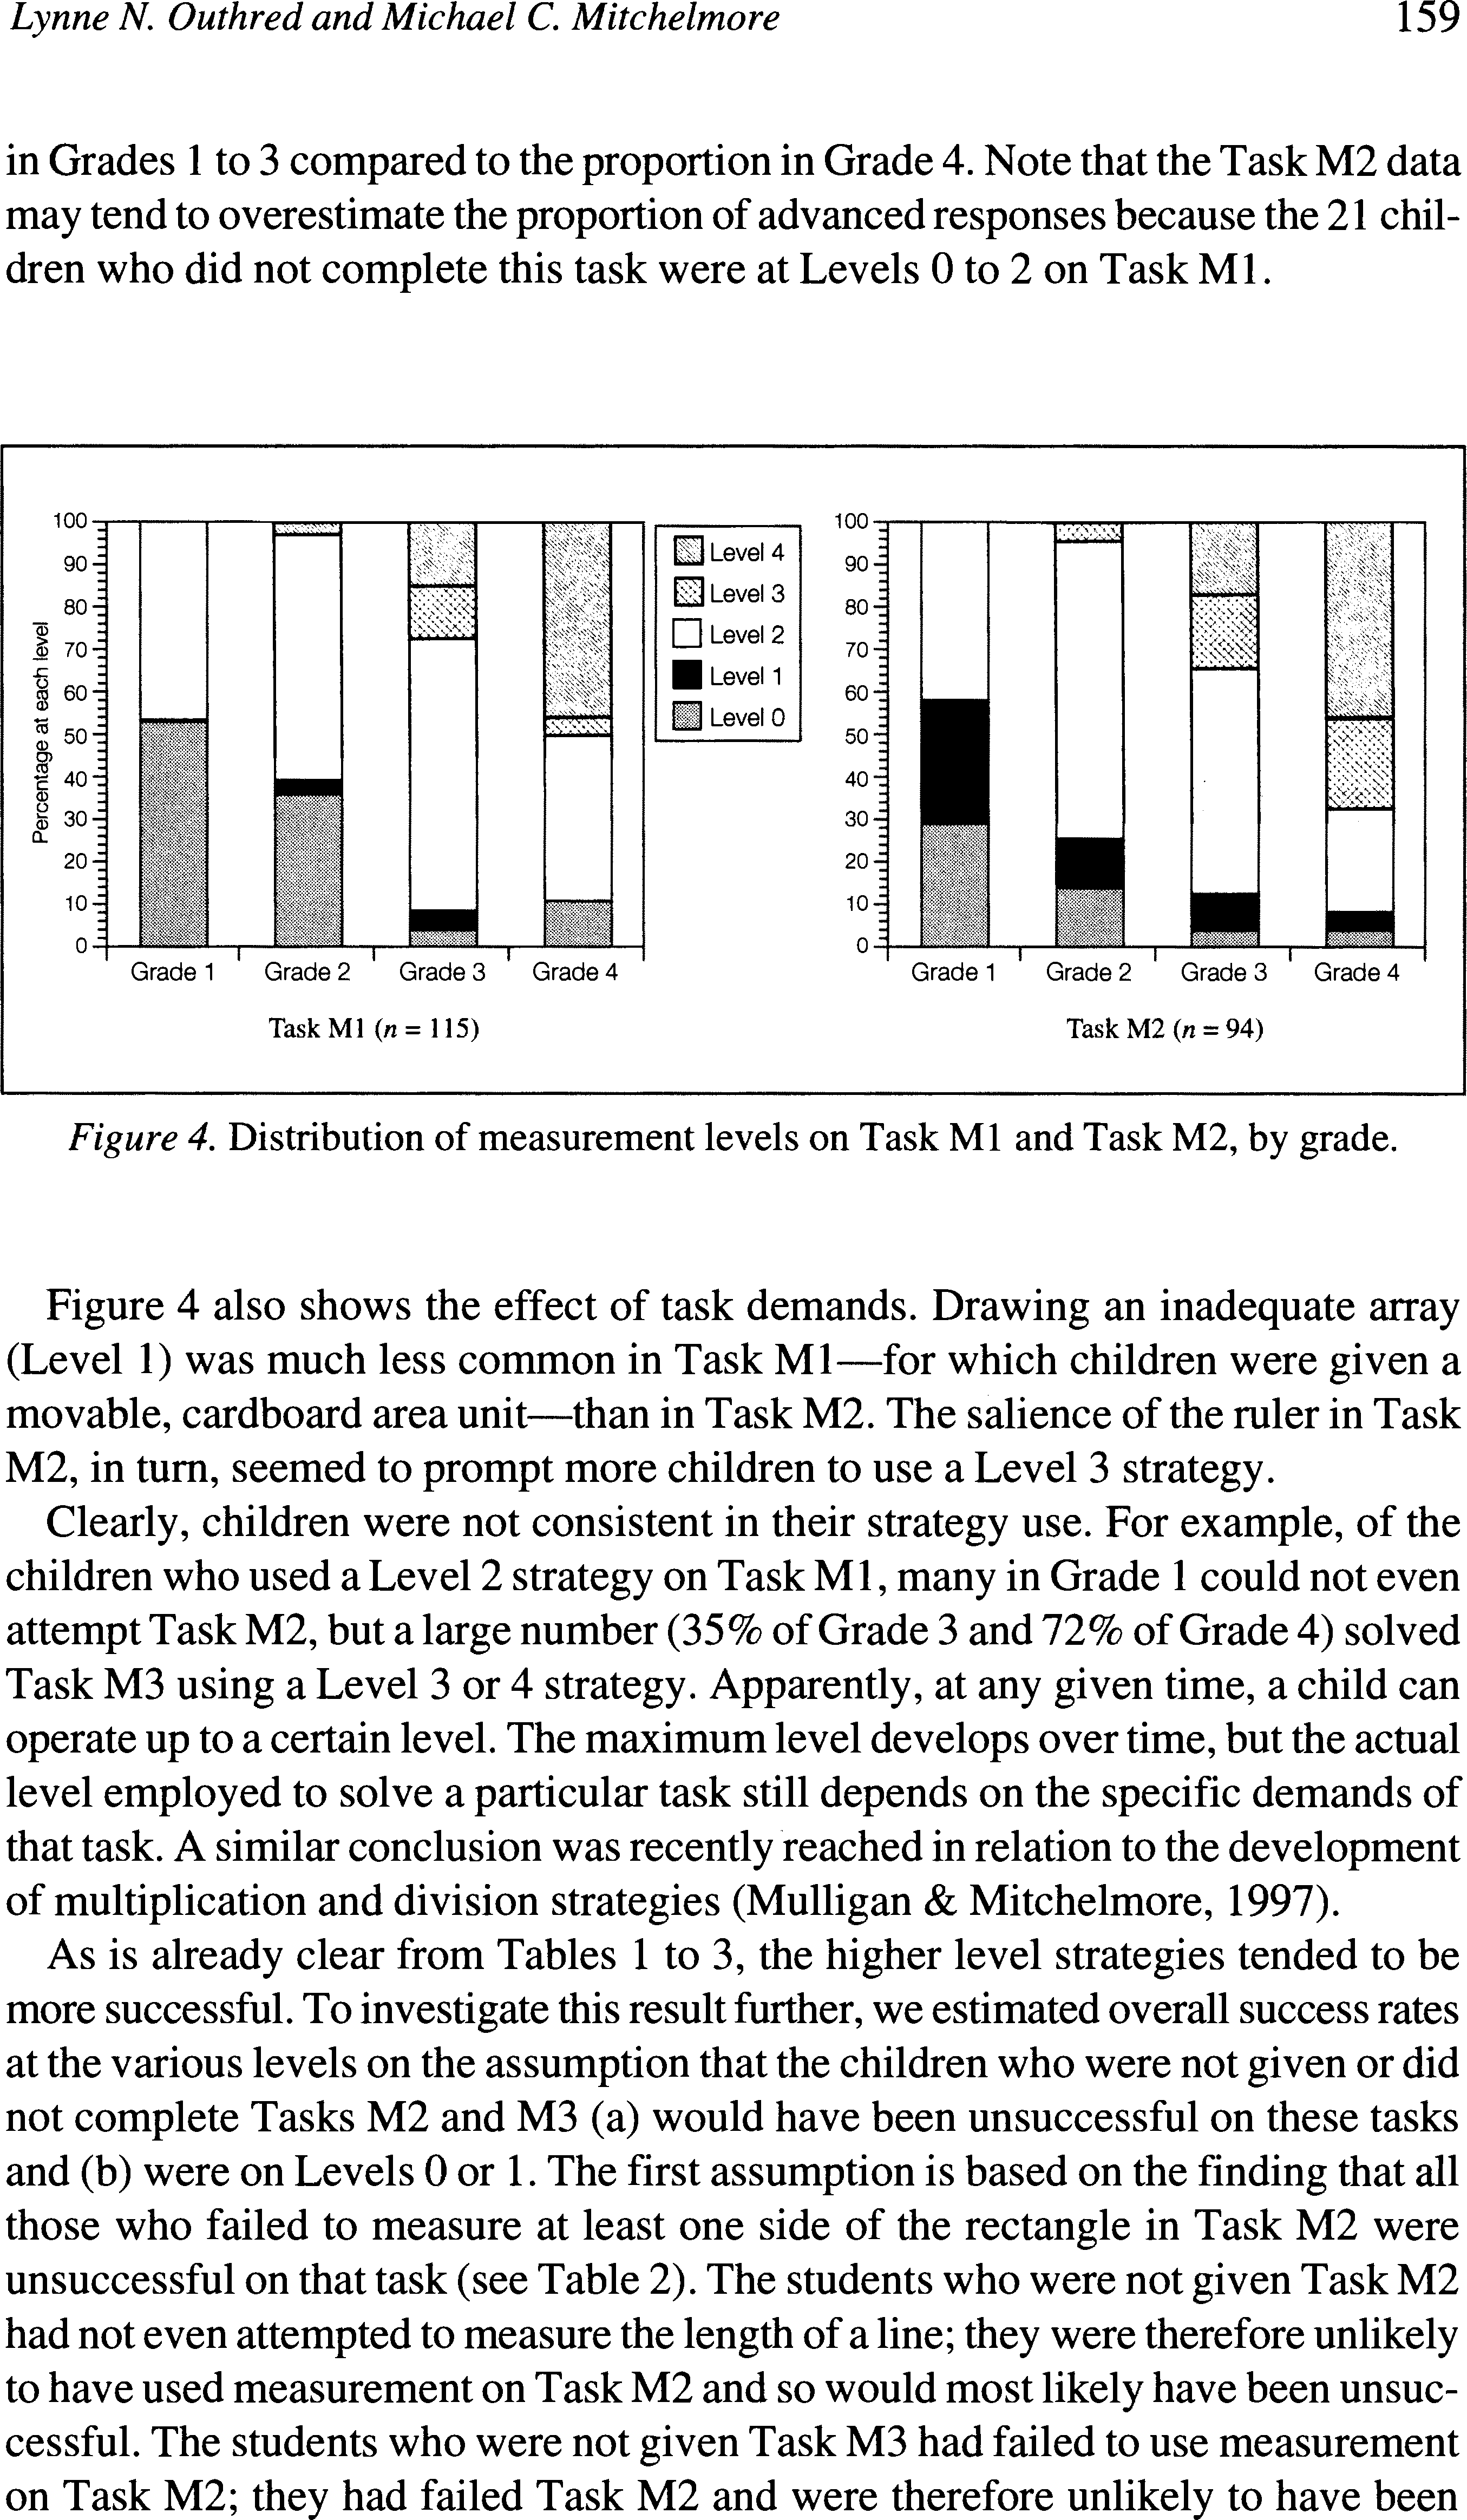 Lynne N. Outhred and Michael C. Mitchelmore 159
in Grades 1 to 3 compared to the proportion in Grade 4. Note that the Task M2 data
may tend to overestimate the proportion of advanced responses because the 21 chil-
dren who did not complete this task were at Levels 0 to 2 on Task M1.
Percentage at each level
100
90
80
70
60
50
40
30
20
10
0
Grade 1 Grade 2 Grade 3 Grade 4
Task M1 (n = 115)
Level 4
Level 3
Level 2
Level 1
Level 0
100
90
80
70
60
50
40
30
20
10
0
Grade 1 Grade 2 Grade 3 Grade 4
Task M2 (n = 94)
Figure 4. Distribution of measurement levels on Task M1 and Task M2, by grade.
Figure 4 also shows the effect of task demands. Drawing an inadequate array
(Level 1) was much less common in Task M1—for which children were given a
movable, cardboard area unit—than in Task M2. The salience of the ruler in Task
M2, in turn, seemed to prompt more children to use a Level 3 strategy.
Clearly, children were not consistent in their strategy use. For example, of the
children who used a Level 2 strategy on Task M1, many in Grade 1 could not even
attempt Task M2, but a large number (35% of Grade 3 and 72% of Grade 4) solved
Task M3 using a Level 3 or 4 strategy. Apparently, at any given time, a child can
operate up to a certain level. The maximum level develops over time, but the actual
level employed to solve a particular task still depends on the specific demands of
that task. A similar conclusion was recently reached in relation to the development
of multiplication and division strategies (Mulligan & Mitchelmore, 1997).
As is already clear from Tables 1 to 3, the higher level strategies tended to be
more successful. To investigate this result further, we estimated overall success rates
at the various levels on the assumption that the children who were not given or did
not complete Tasks M2 and M3 (a) would have been unsuccessful on these tasks
and (b) were on Levels 0 or 1. The first assumption is based on the finding that all
those who failed to measure at least one side of the rectangle in Task M2 were
unsuccessful on that task (see Table 2). The students who were not given Task M2
had not even attempted to measure the length of a line; they were therefore unlikely
to have used measurement on Task M2 and so would most likely have been unsuc-
cessful. The students who were not given Task M3 had failed to use measurement
on Task M2; they had failed Task M2 and were therefore unlikely to have been